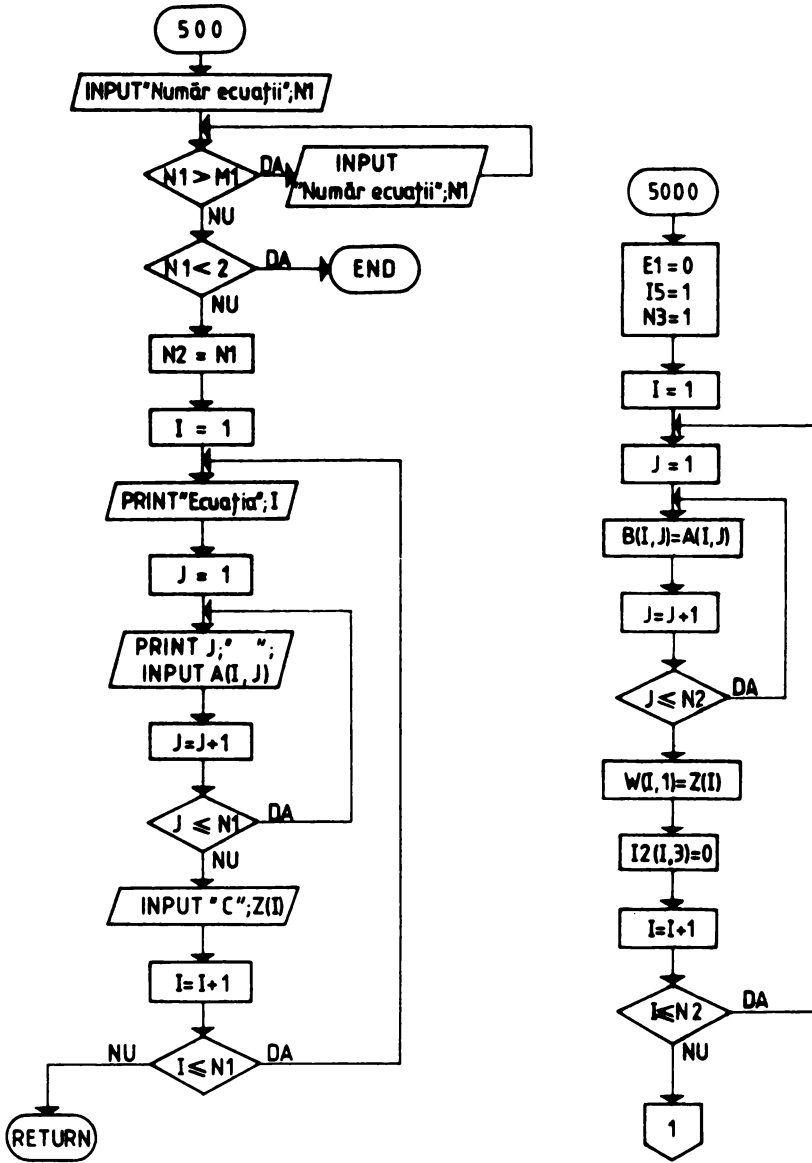 500
INPUT"Număr ecuații";N1
N1 > M1
DA
INPUT
"Număr ecuații";N1
NU
N1 < 2
DA
END
NU
N2 = N1
I = 1
PRINT"Ecuația";I
J = 1
PRINT J;" ";
INPUT A(I,J)
J=J+1
J ≤ N1
DA
NU
INPUT "C";Z(I)
I=I+1
NU
I ≤ N1
DA
RETURN
5000
E1=0
I5=1
N3=1
I = 1
J = 1
B(I,J)=A(I,J)
J=J+1
J ≤ N2
DA
W(I,1)=Z(I)
I2(I,3)=0
I=I+1
I≤N2
DA
NU
1